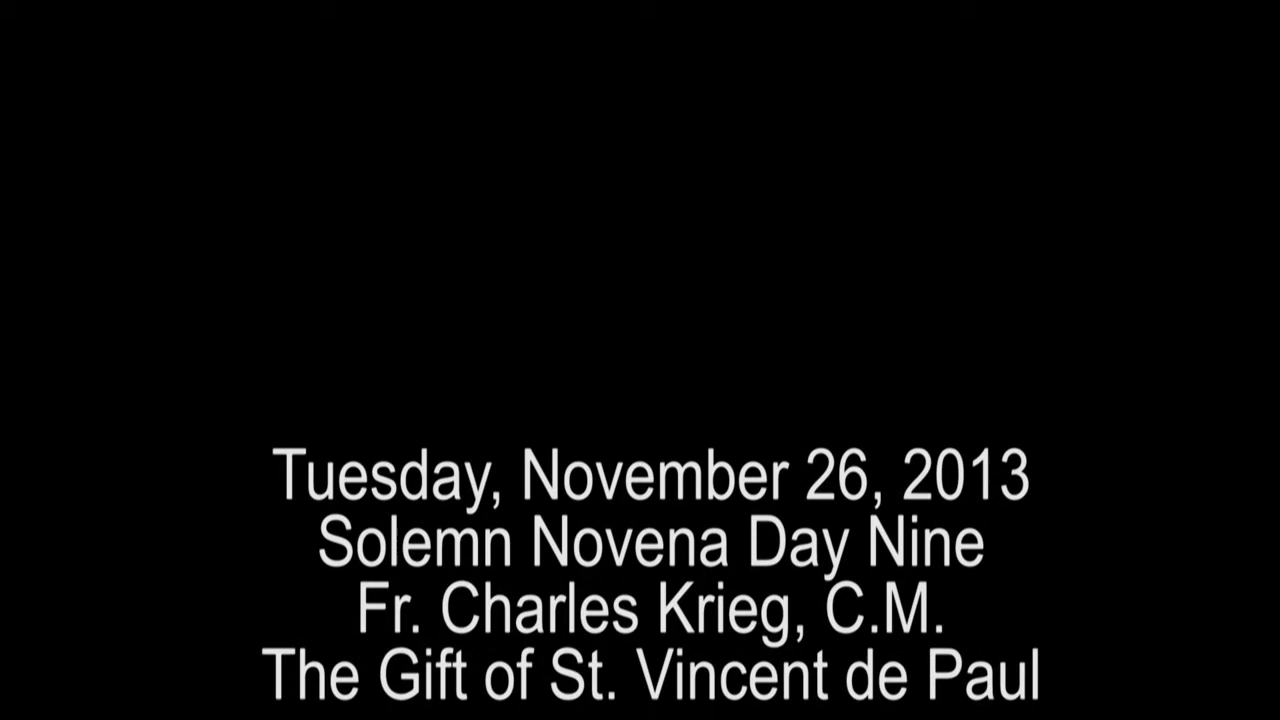 Tuesday, November 26, 2013
Solemn Novena Day Nine
Fr. Charles Krieg, C.M.
The Gift of St. Vincent de Paul